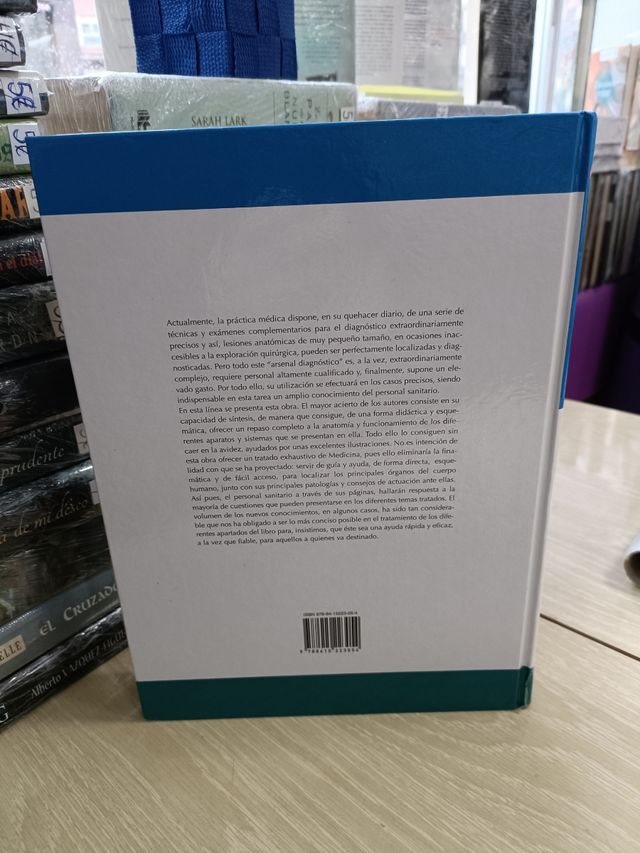 SARAH LARK
5€
5€
Actualmente, la práctica médica dispone, en su quehacer diario, de una serie de
técnicas y exámenes complementarios para el diagnóstico extraordinariamente
precisos y así, lesiones anatómicas de muy pequeño tamaño, en ocasiones inac-
cesibles a la exploración quirúrgica, pueden ser perfectamente localizadas y diag-
nosticadas. Pero todo este “arsenal diagnóstico” es, a la vez, extraordinariamente
complejo, requiere personal altamente cualificado y, finalmente, supone un ele-
vado gasto. Por todo ello, su utilización se efectuará en los casos precisos, siendo
indispensable en esta tarea un amplio conocimiento del personal sanitario.
En esta línea se presenta esta obra. El mayor acierto de los autores consiste en su
capacidad de síntesis, de manera que consigue, de una forma didáctica y esque-
mática, ofrecer un repaso completo a la anatomía y funcionamiento de los dife-
rentes aparatos y sistemas que se presentan en ella. Todo ello lo consiguen sin
caer en la avidez, ayudados por unas excelentes ilustraciones. No es intención de
esta obra ofrecer un tratado exhaustivo de Medicina, pues ello eliminaría la fina-
lidad con que se ha proyectado: servir de guía y ayuda, de forma directa, esque-
mática y de fácil acceso, para localizar los principales órganos del cuerpo
humano, junto con sus principales patologías y consejos de actuación ante ellas.
Así pues, el personal sanitario a través de sus páginas, hallarán respuesta a la
mayoría de cuestiones que pueden presentarse en los diferentes temas tratados. El
volumen de los nuevos conocimientos, en algunos casos, ha sido tan considera-
ble que nos ha obligado a ser lo más conciso posible en el tratamiento de los dife-
rentes apartados del libro para, insistimos, que éste sea una ayuda rápida y eficaz,
a la vez que fiable, para aquellos a quienes va destinado.
prudente
a de mi deseo
EL CRUZADO
ELLE
Alberto VÁZQUEZ FIGUE